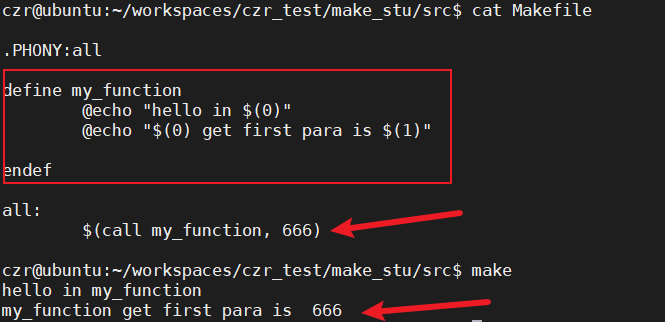 czr@ubuntu:~/workspaces/czr_test/make_stu/src$ cat Makefile
.PHONY:all
define my_function
@echo "hello in $(0)"
@echo "$(0) get first para is $(1)"
endef
all:
$(call my_function, 666)
czr@ubuntu:~/workspaces/czr_test/make_stu/src$ make
hello in my_function
my_function get first para is  666